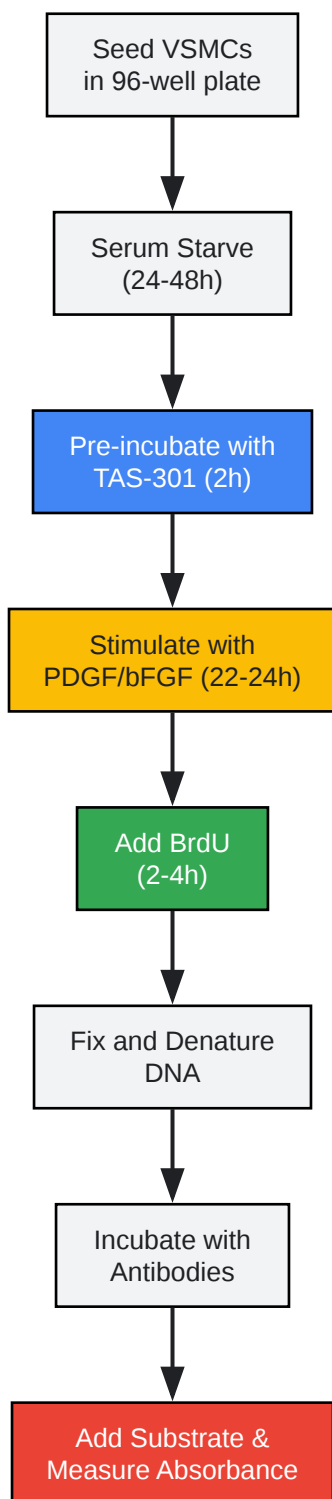 Seed VSMCs
in 96-well plate
Serum Starve
(24-48h)
Pre-incubate with
TAS-301 (2h)
Stimulate with
PDGF/bFGF (22-24h)
Add BrdU
(2-4h)
Fix and Denature
DNA
Incubate with
Antibodies
Add Substrate &
Measure Absorbance